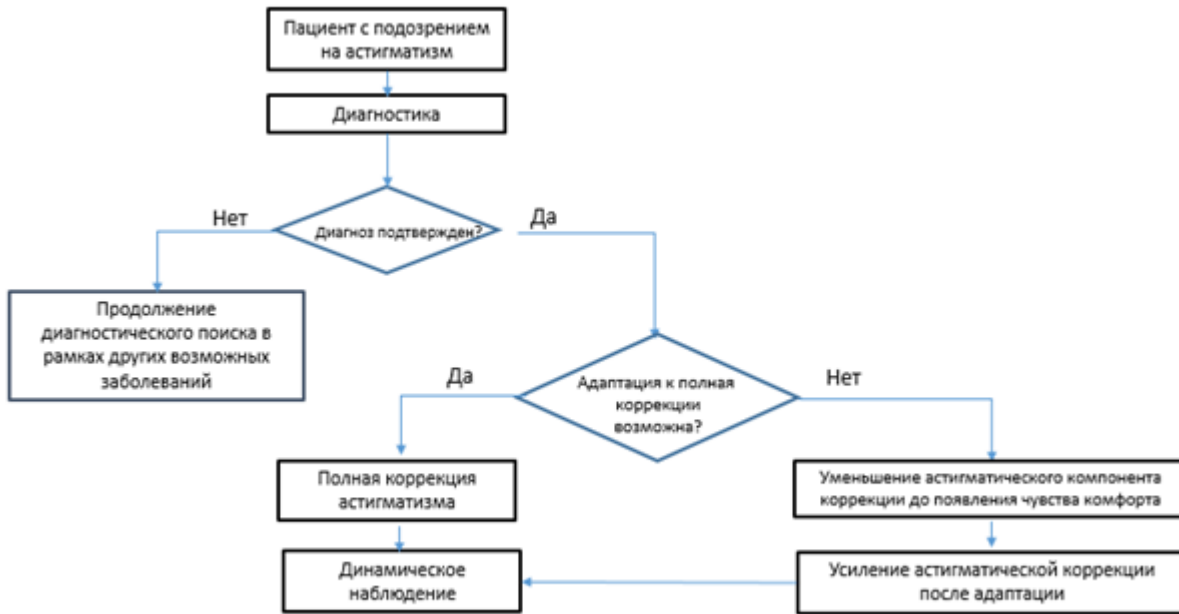 Пациент с подозрением
на астигматизм
Диагностика
Нет
Да
Диагноз подтвержден?
Продолжение
диагностического поиска в
рамках других возможных
заболеваний
Да
Нет
Адаптация к полная
коррекции
возможна?
Полная коррекция
астигматизма
Уменьшение астигматического компонента
коррекции до появления чувства комфорта
Динамическое
наблюдение
Усиление астигматической коррекции
после адаптации